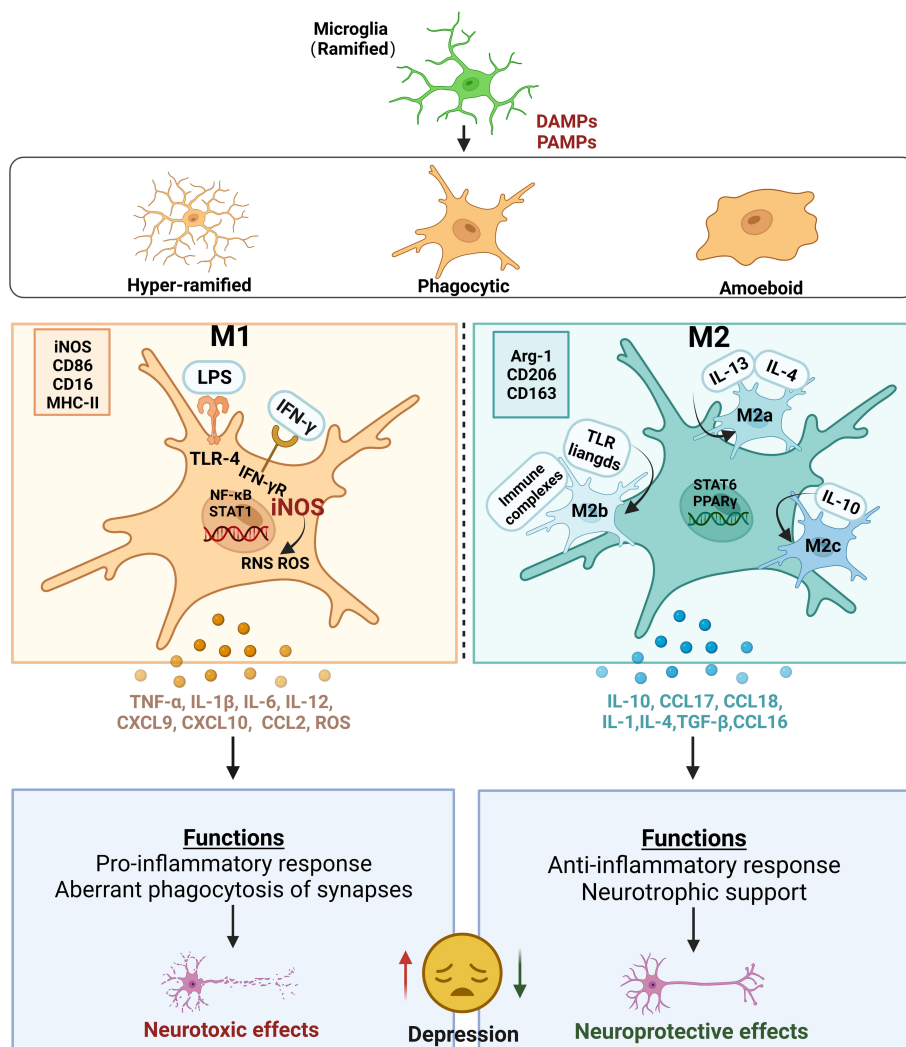 Microglia
(Ramified)
DAMPs
PAMPs
Hyper-ramified
Phagocytic
Amoeboid
M1
iNOS
CD86
CD16
MHC-II
LPS
IFN-γ
TLR-4
IFN-γR
NF-κB
STAT1
iNOS
RNS ROS
TNF-α, IL-1β, IL-6, IL-12,
CXCL9, CXCL10, CCL2, ROS
M2
Arg-1
CD206
CD163
IL-13
IL-4
M2a
TLR
liangds
Immune
complexes
M2b
STAT6
PPARγ
IL-10
M2c
IL-10, CCL17, CCL18,
IL-1,IL-4,TGF-β,CCL16
Functions
Pro-inflammatory response
Aberrant phagocytosis of synapses
Neurotoxic effects
Functions
Anti-inflammatory response
Neurotrophic support
Neuroprotective effects
Depression